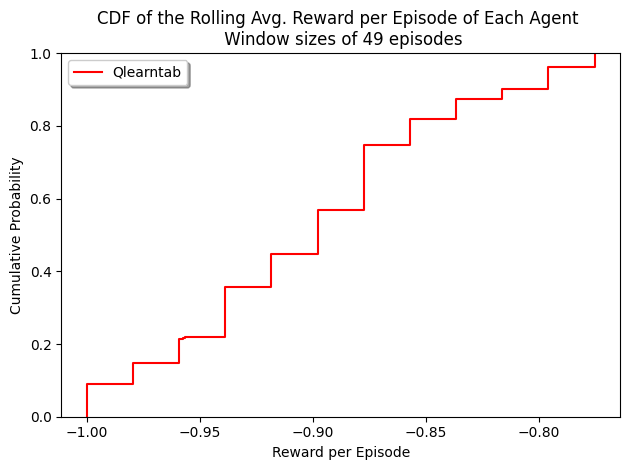 CDF of the Rolling Avg. Reward per Episode of Each Agent
Window sizes of 49 episodes
Qlearntab
Cumulative Probability
1.0
0.8
0.6
0.4
0.2
0.0
−1.00
−0.95
−0.90
−0.85
−0.80
Reward per Episode